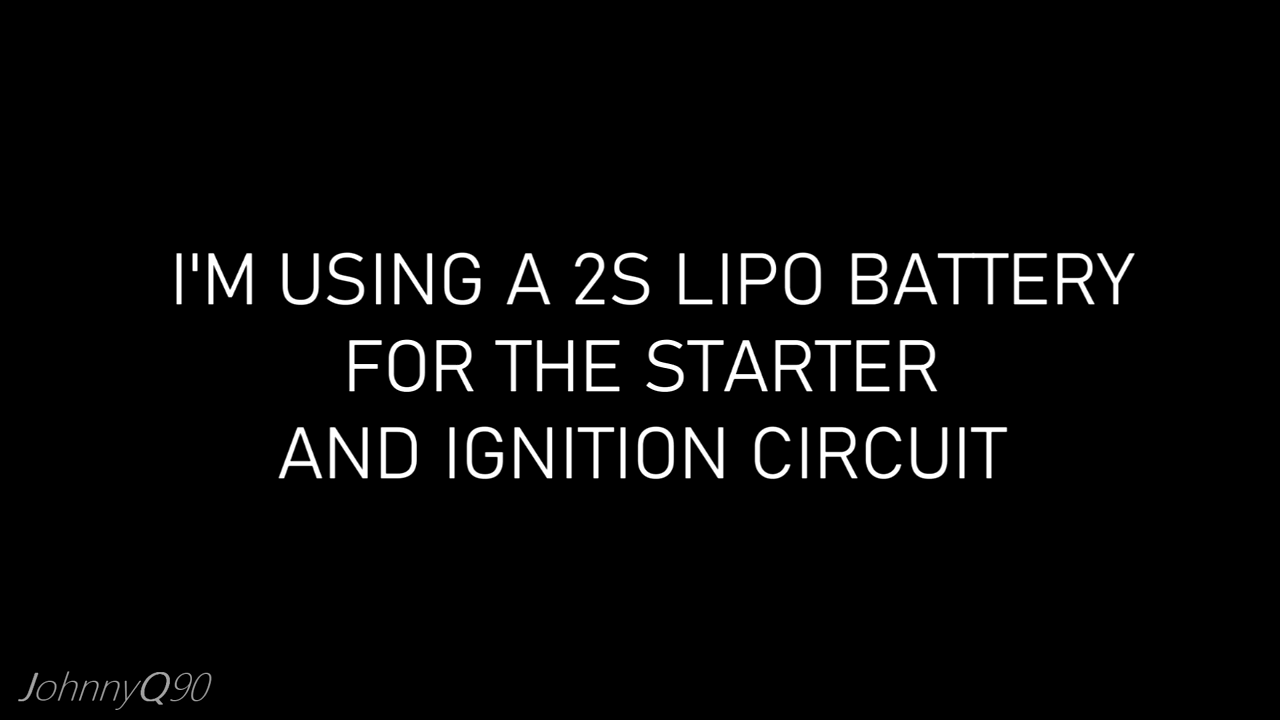 I'M USING A 2S LIPO BATTERY
FOR THE STARTER
AND IGNITION CIRCUIT
JohnnyQ90